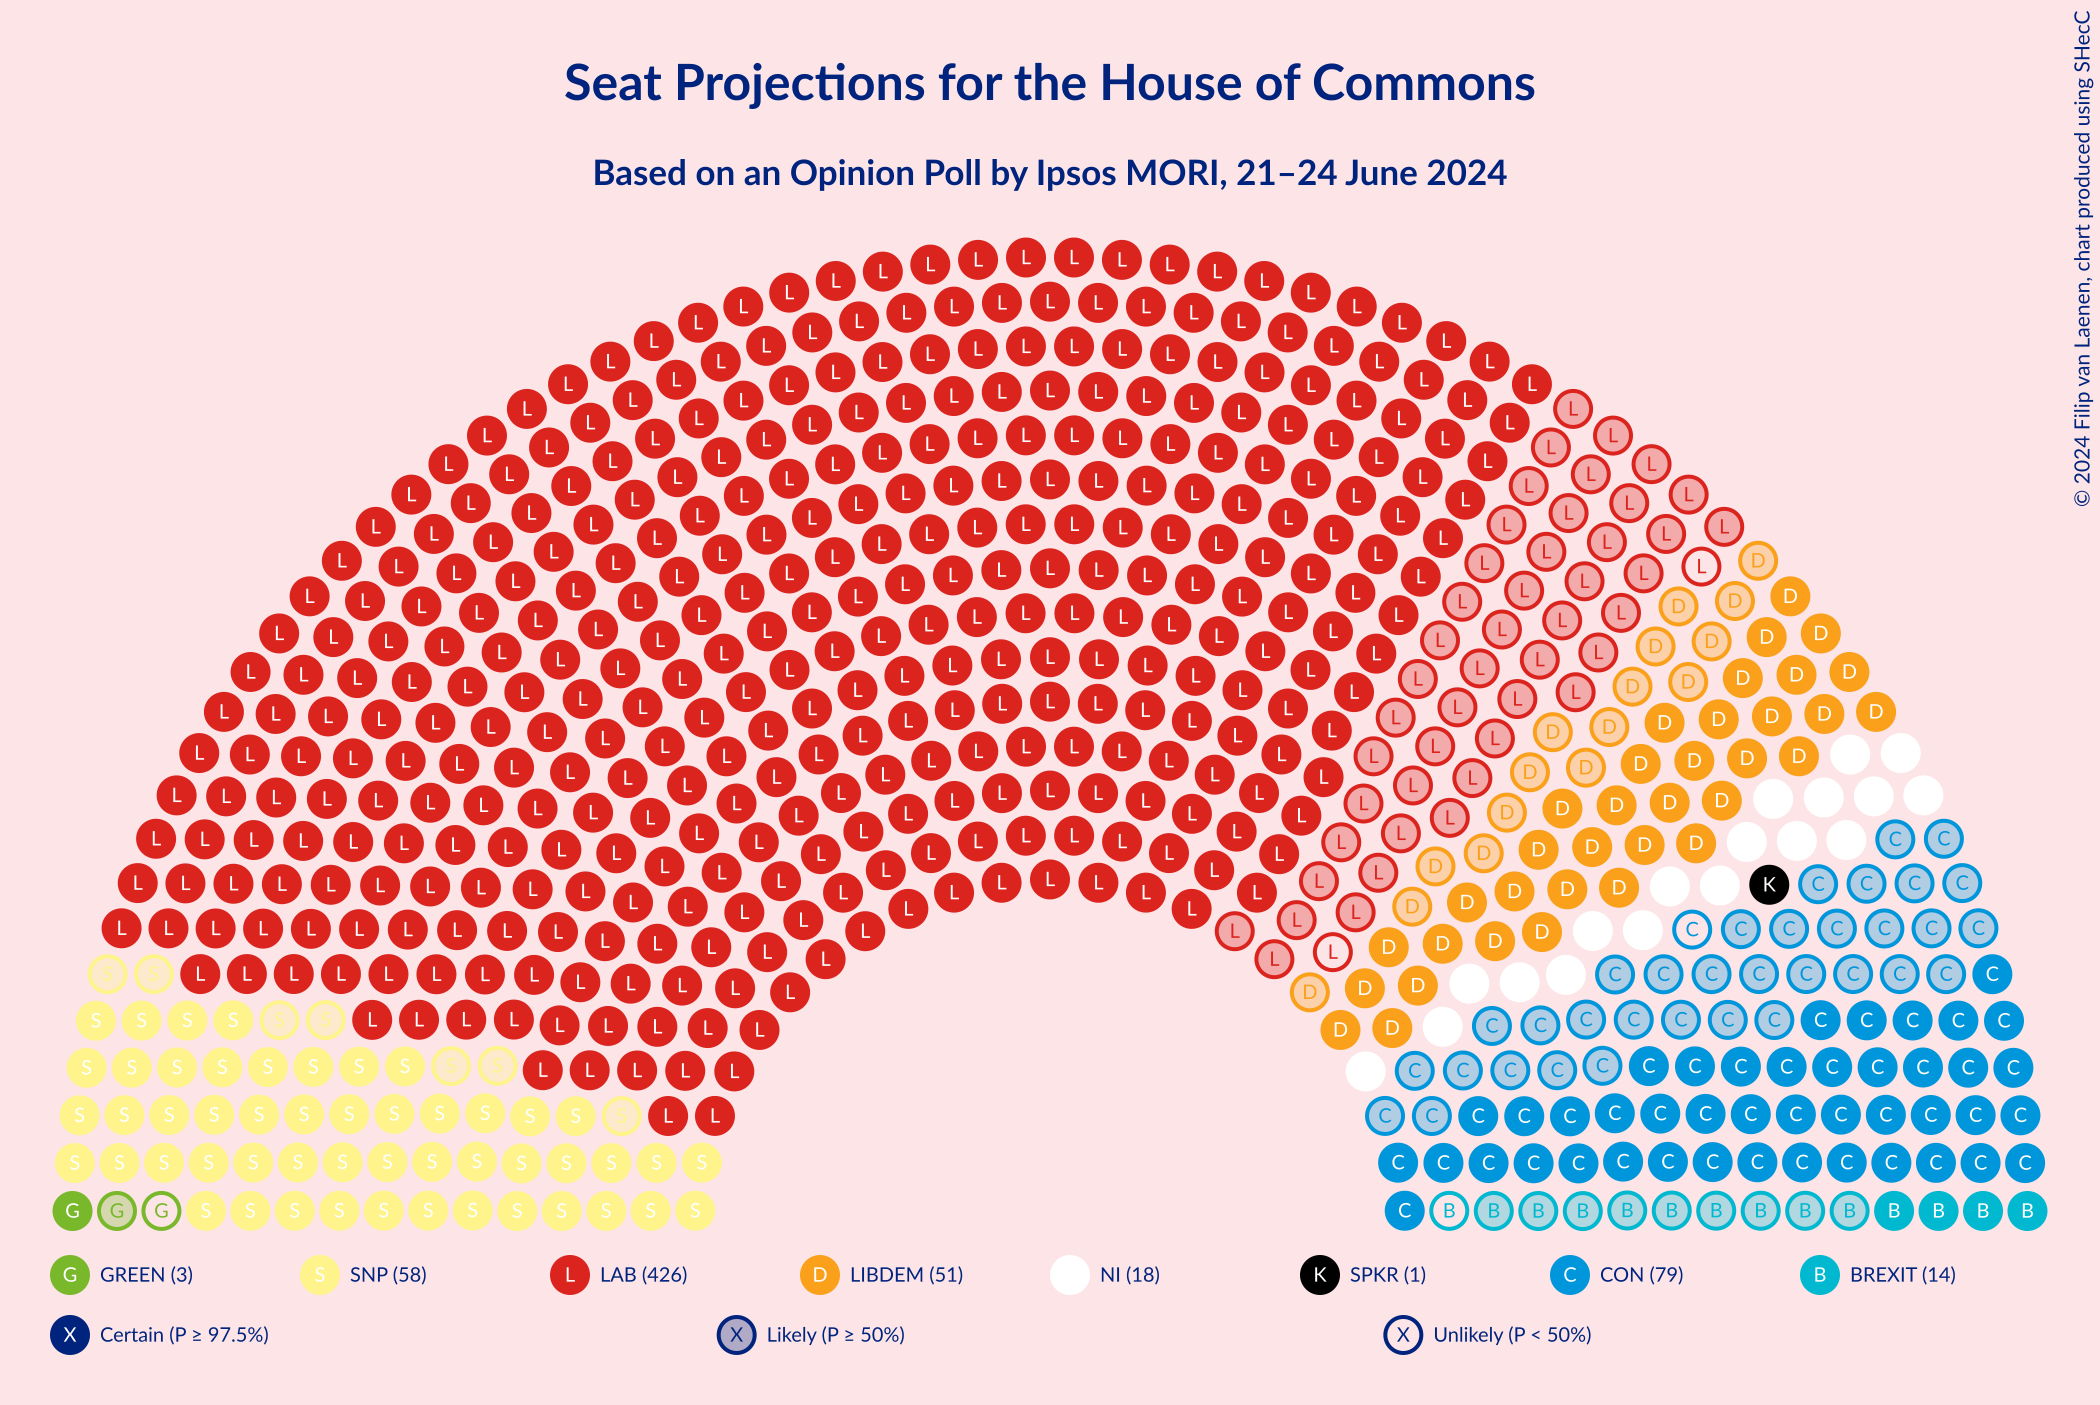 Seat Projections for the House of Commons
Based on an Opinion Poll by Ipsos MORI, 21–24 June 2024
© 2024 Filip van Laenen, chart produced using SHecC
G GREEN (3) S SNP (58) L LAB (426) D LIBDEM (51) NI (18) K SPKR (1) C CON (79) B BREXIT (14)
X Certain (P ≥ 97.5%) X Likely (P ≥ 50%) X Unlikely (P < 50%)